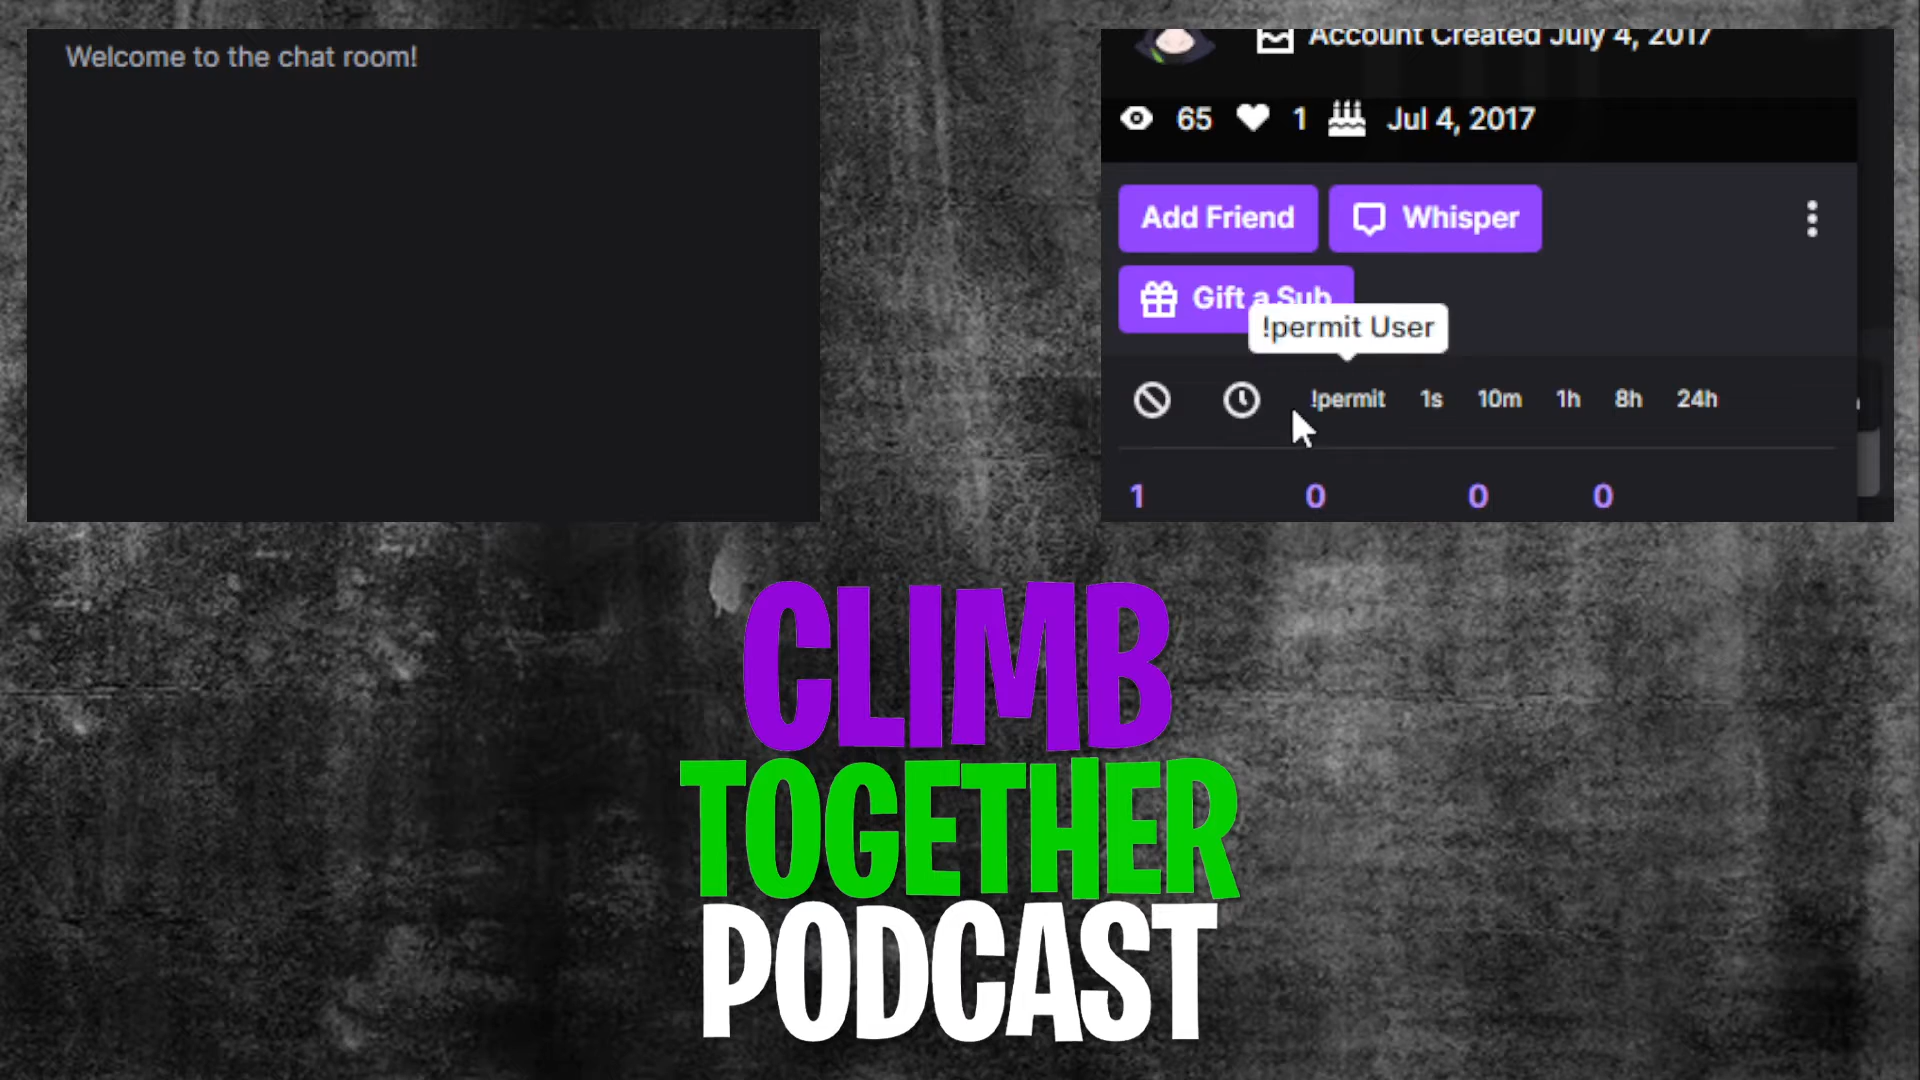 Welcome to the chat room!
Account Created July 4, 2017
65 1 Jul 4, 2017
Add Friend Whisper
Gift a Sub
!permit User
!permit 1s 10m 1h 8h 24h
1 0 0 0
CLIMB
TOGETHER
PODCAST